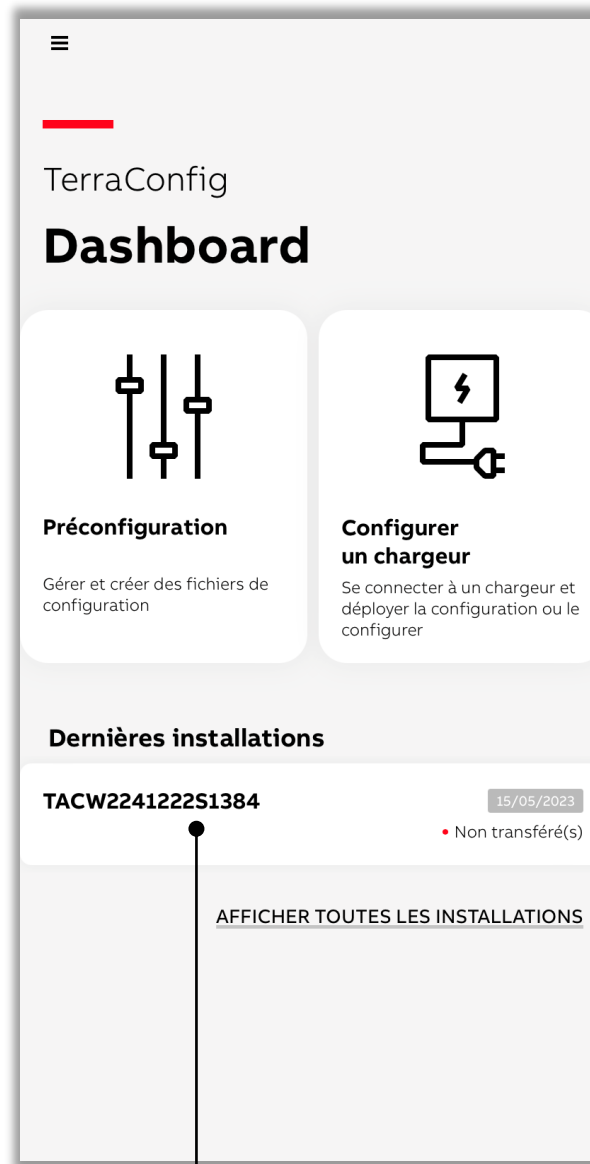 TerraConfig
Dashboard
Préconfiguration
Gérer et créer des fichiers de
configuration
Configurer
un chargeur
Se connecter à un chargeur et
déployer la configuration ou le
configurer
Dernières installations
TACW2241222S1384
15/05/2023
Non transféré(s)
AFFICHER TOUTES LES INSTALLATIONS